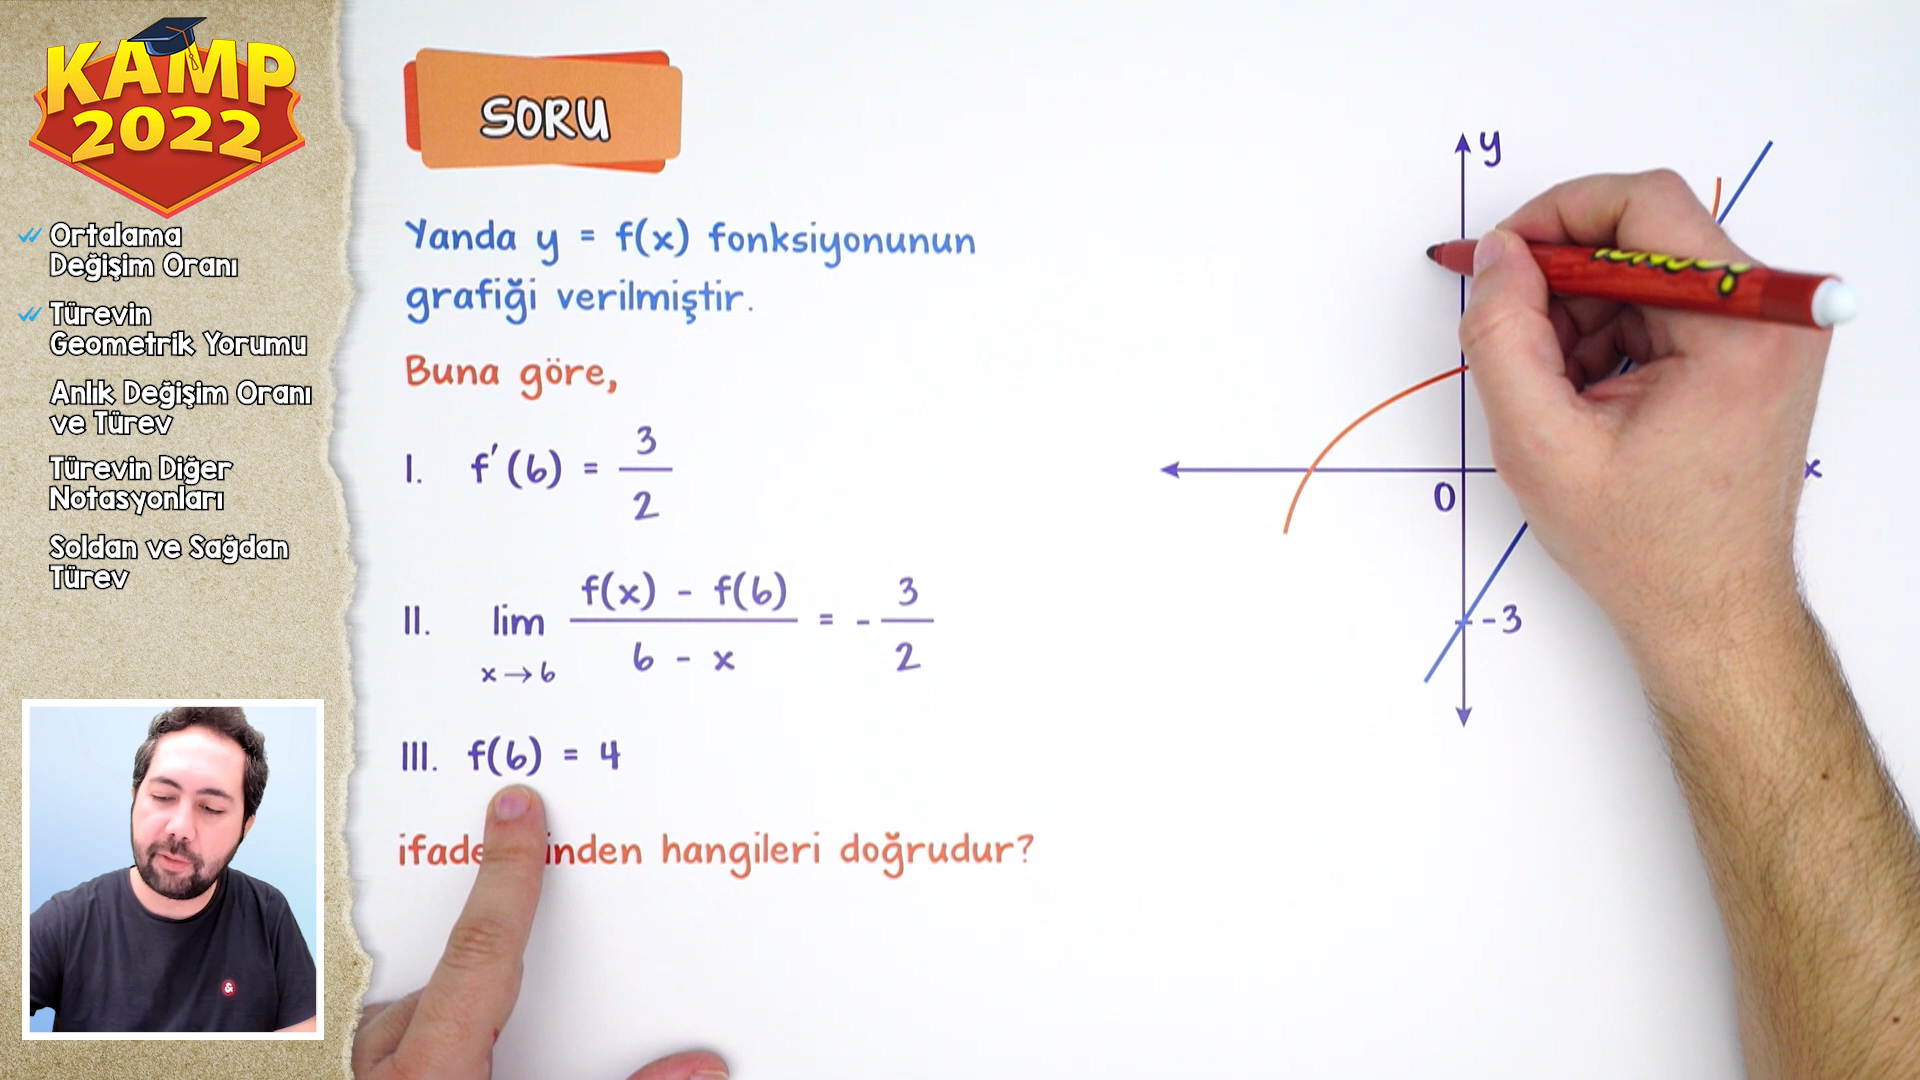 KAMP
2022
Ortalama
Değişim Oranı
Türevin
Geometrik Yorumu
Anlık Değişim Oranı
ve Türev
Türevin Diğer
Notasyonları
Soldan ve Sağdan
Türev
SORU
Yanda y = f(x) fonksiyonunun
grafiği verilmiştir.
Buna göre,
I. f'(6) = 3/2
II. lim x→6 f(x) - f(6) / 6 - x = - 3/2
III. f(6) = 4
inden hangileri doğrudur?
y
x
0
-3
&